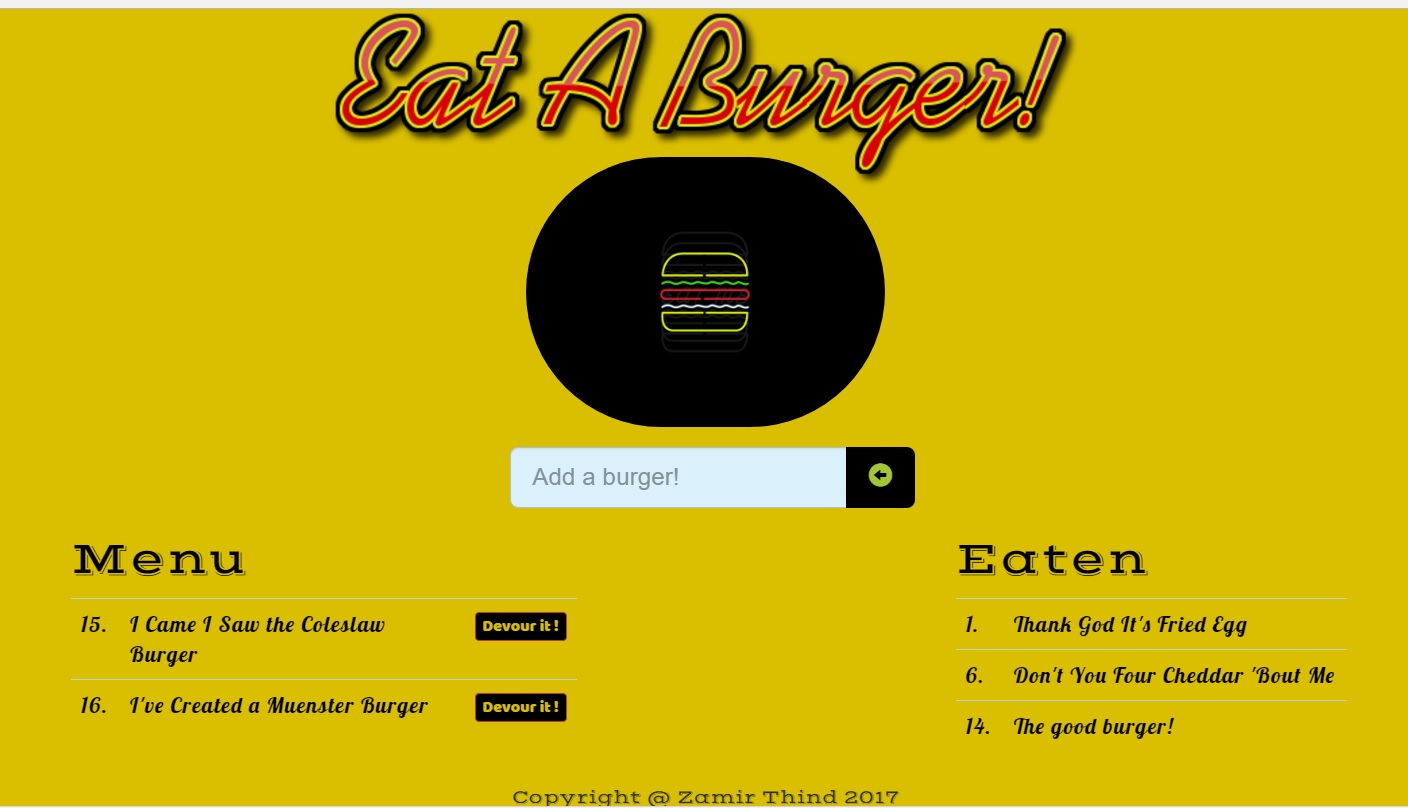 Eat A Burger!
Add a burger!
Menu
15. I Came I Saw the Coleslaw Burger Devour it !
16. I've Created a Muenster Burger Devour it !
Eaten
1. Thank God It's Fried Egg
6. Don't You Four Cheddar 'Bout Me
14. The good burger!
Copyright @ Zamir Thind 2017